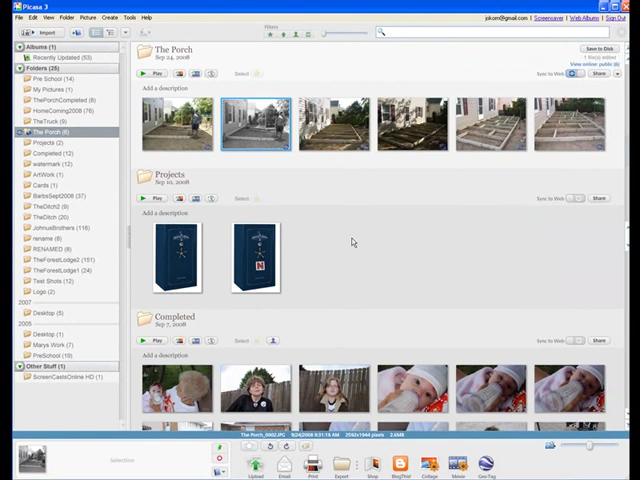 Picasa 3
File Edit View Folder Picture Create Tools Help
jokorn@gmail.com | Screensaver | Web Albums | Sign Out
Import
Filters
Albums (1)
Recently Updated (53)
Folders (25)
Pre School (14)
My Pictures (1)
ThePorchCompleted (8)
HomeComing2008 (76)
TheTruck (9)
The Porch (6)
Projects (2)
Completed (12)
watermark (12)
ArtWork (1)
Cards (1)
BarbsSept2008 (37)
TheDitch2 (9)
TheDitch (20)
JohnusBrothers (116)
rename (8)
RENAMED (8)
TheForestLodge2 (151)
TheForestLodge1 (24)
Test Shots (12)
Logo (2)
2007
Desktop (5)
2005
Desktop (1)
Marys Work (7)
PreSchool (19)
Other Stuff (1)
ScreenCastsOnline HD (1)
The Porch
Sep 24, 2008
Save to Disk
1 file(s) edited
View online: public (6)
Play
Select
Sync to Web
Share
Add a description
Projects
Sep 10, 2008
Play
Select
Sync to Web
Share
Add a description
N
Completed
Sep 7, 2008
Play
Sync to Web
Share
Add a description
The Porch_0002.JPG 9/24/2008 9:31:16 AM 2592x1944 pixels 2.6MB
Selection
Upload
Email
Print
Export
Shop
BlogThis!
Collage
Movie
Geo-Tag